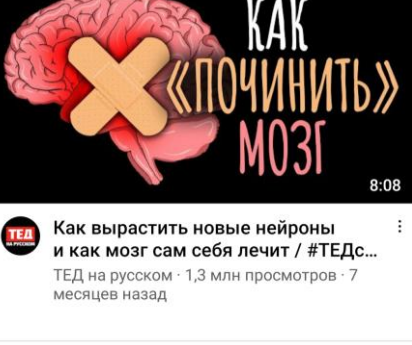 КАК
«ПОЧИНИТЬ»
МОЗГ
8:08
ТЕД
НА РУССКОМ
Как вырастить новые нейроны
и как мозг сам себя лечит / #ТЕДс...
ТЕД на русском · 1,3 млн просмотров · 7
месяцев назад